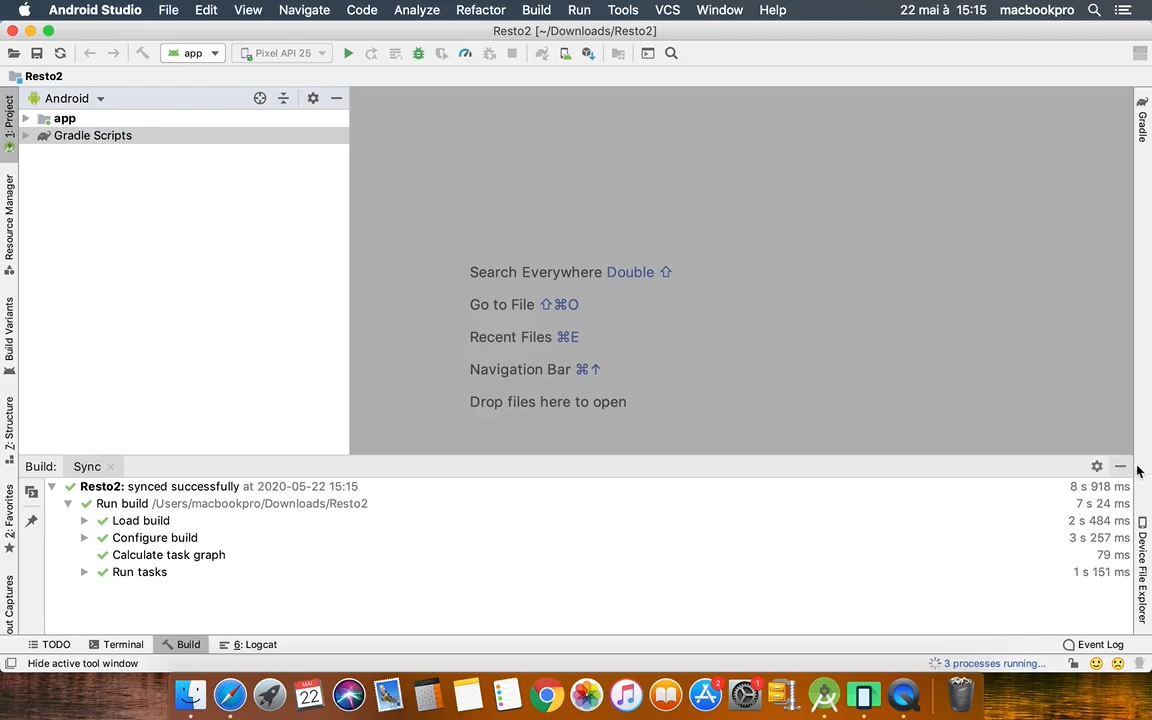 Android Studio File Edit View Navigate Code Analyze Refactor Build Run Tools VCS Window Help 22 mai à 15:15 macbookpro
Resto2 [~/Downloads/Resto2]
app Pixel API 25
Resto2
Android
app
Gradle Scripts
1: Project
Resource Manager
Build Variants
Z: Structure
2: Favorites
out Captures
Gradle
Device File Explorer
Search Everywhere Double ⇧
Go to File ⇧⌘O
Recent Files ⌘E
Navigation Bar ⌘↑
Drop files here to open
Build: Sync
Resto2: synced successfully at 2020-05-22 15:15 8 s 918 ms
Run build /Users/macbookpro/Downloads/Resto2 7 s 24 ms
Load build 2 s 484 ms
Configure build 3 s 257 ms
Calculate task graph 79 ms
Run tasks 1 s 151 ms
TODO Terminal Build 6: Logcat Event Log
Hide active tool window 3 processes running...
MAI
22
2
1